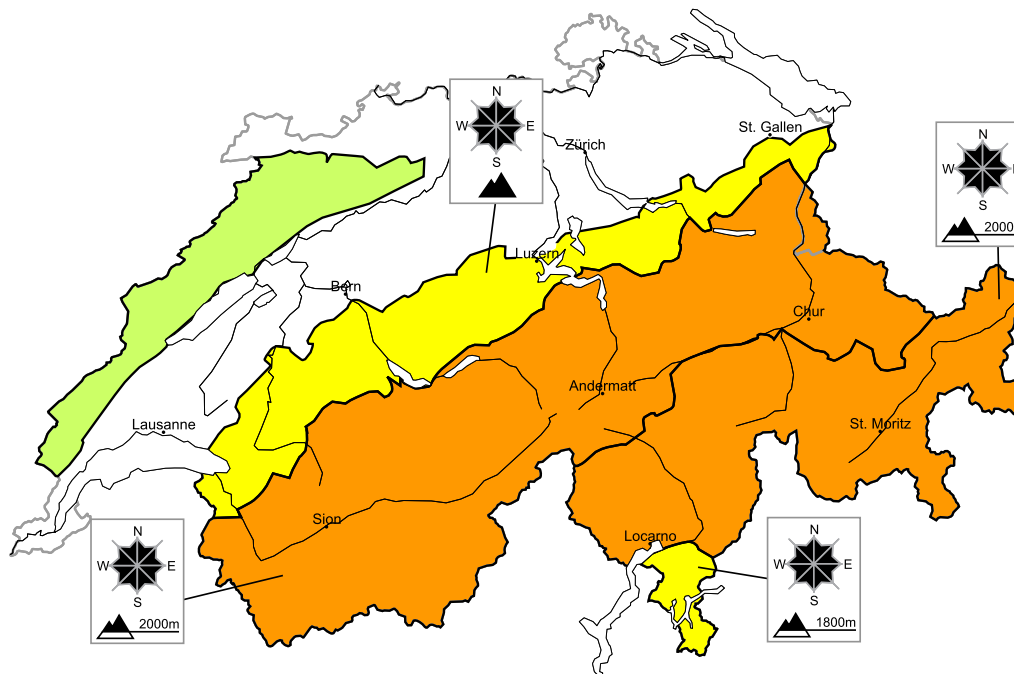 N
W E
S
St. Gallen
Zürich
N
W
S
2000
Luzern
Bern
Chur
Andermatt
Lausanne
St. Moritz
Sion
Locarno
N
W E
S
2000m
N
W E
S
1800m